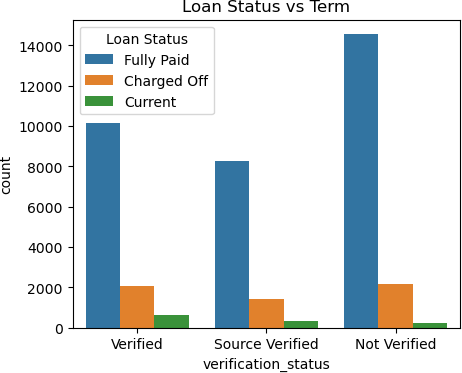 Loan Status vs Term
Loan Status
Fully Paid
Charged Off
Current
14000
12000
10000
8000
6000
4000
2000
0
count
Verified
Source Verified
Not Verified
verification_status